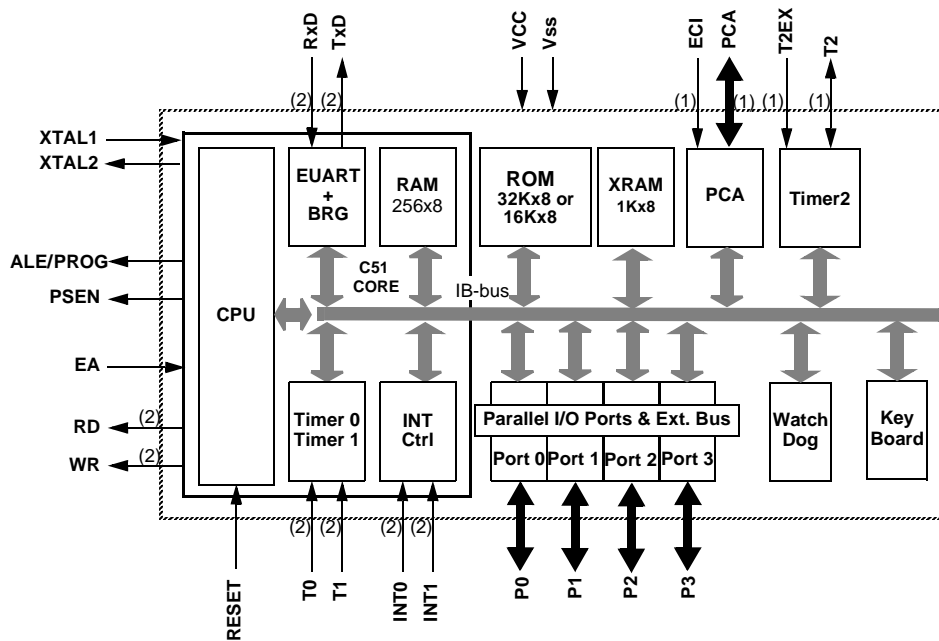 RxD
TxD
VCC
Vss
ECI
PCA
T2EX
T2
(2)
(2)
(1)
(1)
(1)
(1)
XTAL1
XTAL2
EUART
+
BRG
RAM
256x8
ROM
32Kx8 or
16Kx8
XRAM
1Kx8
PCA
Timer2
C51
CORE
IB-bus
ALE/PROG
PSEN
CPU
EA
RD
(2)
WR
(2)
Timer 0
Timer 1
INT
Ctrl
Parallel I/O Ports & Ext. Bus
Port 0
Port 1
Port 2
Port 3
Watch
Dog
Key
Board
(2)
(2)
(2)
(2)
RESET
T0
T1
INT0
INT1
P0
P1
P2
P3